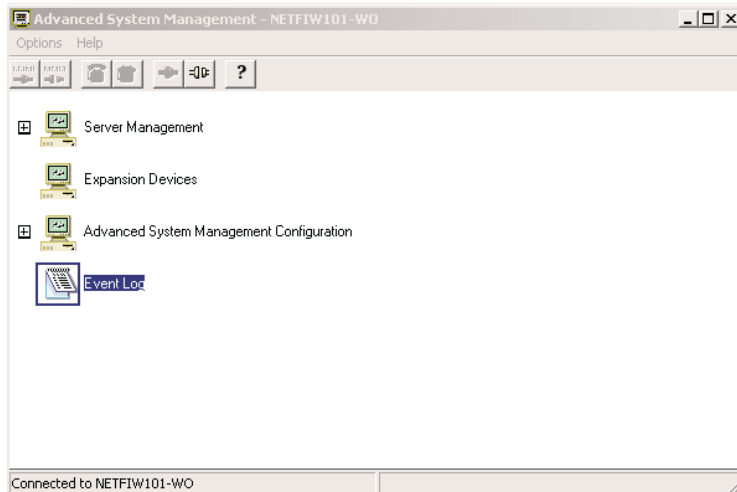 Advanced System Management - NETFIW101-WO
Options Help
?
Server Management
Expansion Devices
Advanced System Management Configuration
Event Log
Connected to NETFIW101-WO